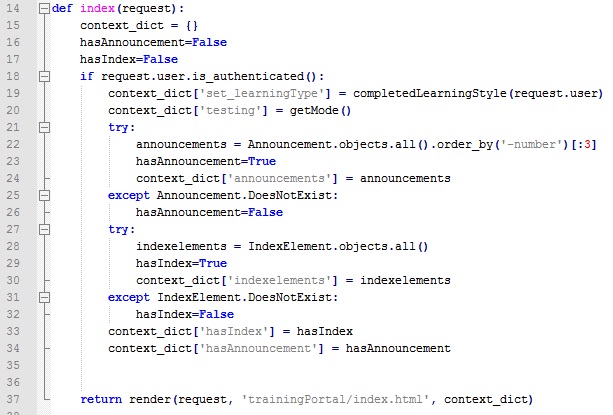 14 def index(request):
15     context_dict = {}
16     hasAnnouncement=False
17     hasIndex=False
18     if request.user.is_authenticated():
19         context_dict['set_learningType'] = completedLearningStyle(request.user)
20         context_dict['testing'] = getMode()
21         try:
22             announcements = Announcement.objects.all().order_by('-number')[:3]
23             hasAnnouncement=True
24             context_dict['announcements'] = announcements
25         except Announcement.DoesNotExist:
26             hasAnnouncement=False
27         try:
28             indexelements = IndexElement.objects.all()
29             hasIndex=True
30             context_dict['indexelements'] = indexelements
31         except IndexElement.DoesNotExist:
32             hasIndex=False
33         context_dict['hasIndex'] = hasIndex
34         context_dict['hasAnnouncement'] = hasAnnouncement
35
36
37     return render(request, 'trainingPortal/index.html', context_dict)